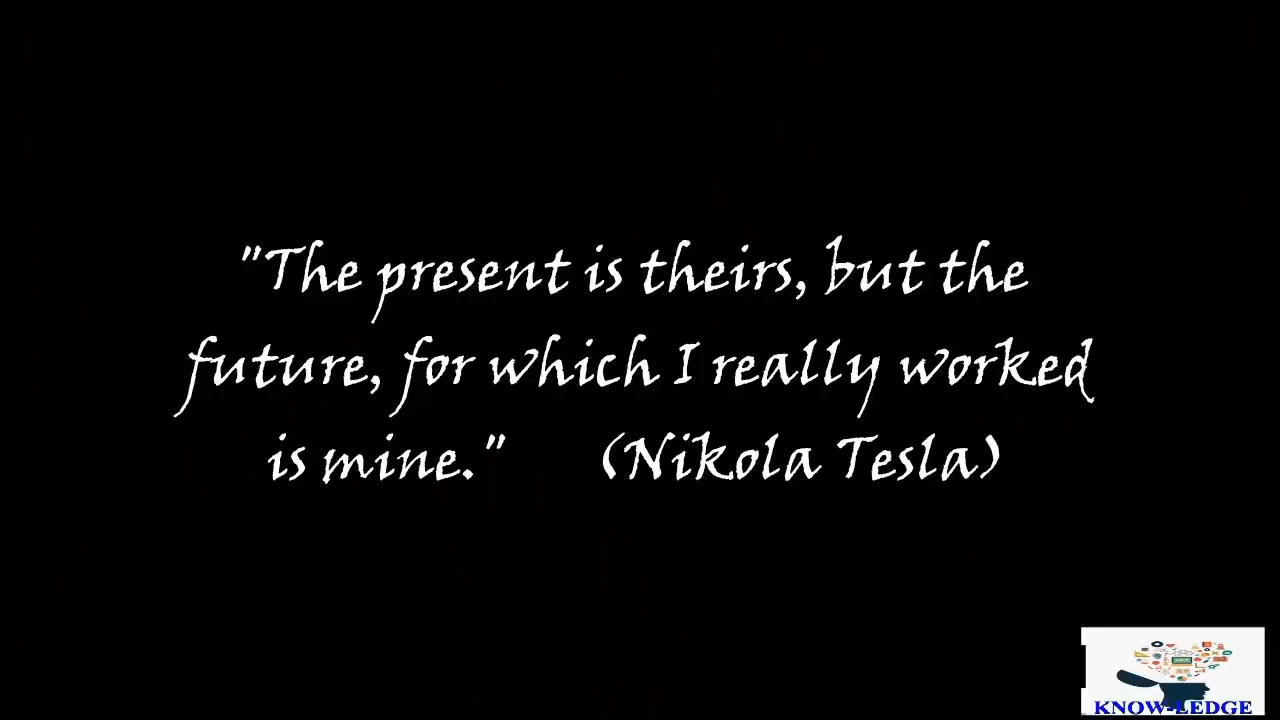 "The present is theirs, but the
future, for which I really worked
is mine." (Nikola Tesla)
KNOW-LEDGE